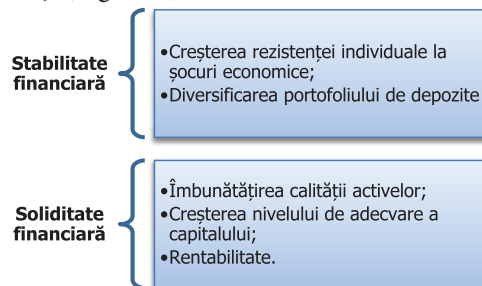 Stabilitate
financiară
•Creșterea rezistenței individuale la
șocuri economice;
•Diversificarea portofoliului de depozite
Soliditate
financiară
•Îmbunătățirea calității activelor;
•Creșterea nivelului de adecvare a
capitalului;
•Rentabilitate.